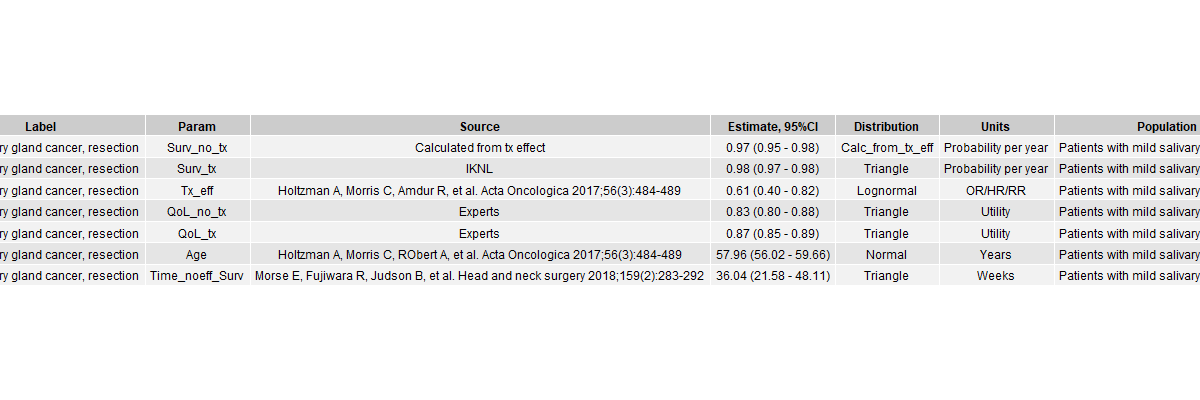 Label Param Source Estimate, 95%CI Distribution Units Population
ry gland cancer, resection Surv_no_tx Calculated from tx effect 0.97 (0.95 - 0.98) Calc_from_tx_eff Probability per year Patients with mild salivary
ry gland cancer, resection Surv_tx IKNL 0.98 (0.97 - 0.98) Triangle Probability per year Patients with mild salivary
ry gland cancer, resection Tx_eff Holtzman A, Morris C, Amdur R, et al. Acta Oncologica 2017;56(3):484-489 0.61 (0.40 - 0.82) Lognormal OR/HR/RR Patients with mild salivary
ry gland cancer, resection QoL_no_tx Experts 0.83 (0.80 - 0.88) Triangle Utility Patients with mild salivary
ry gland cancer, resection QoL_tx Experts 0.87 (0.85 - 0.89) Triangle Utility Patients with mild salivary
ry gland cancer, resection Age Holtzman A, Morris C, RObert A, et al. Acta Oncologica 2017;56(3):484-489 57.96 (56.02 - 59.66) Normal Years Patients with mild salivary
ry gland cancer, resection Time_noeff_Surv Morse E, Fujiwara R, Judson B, et al. Head and neck surgery 2018;159(2):283-292 36.04 (21.58 - 48.11) Triangle Weeks Patients with mild salivary